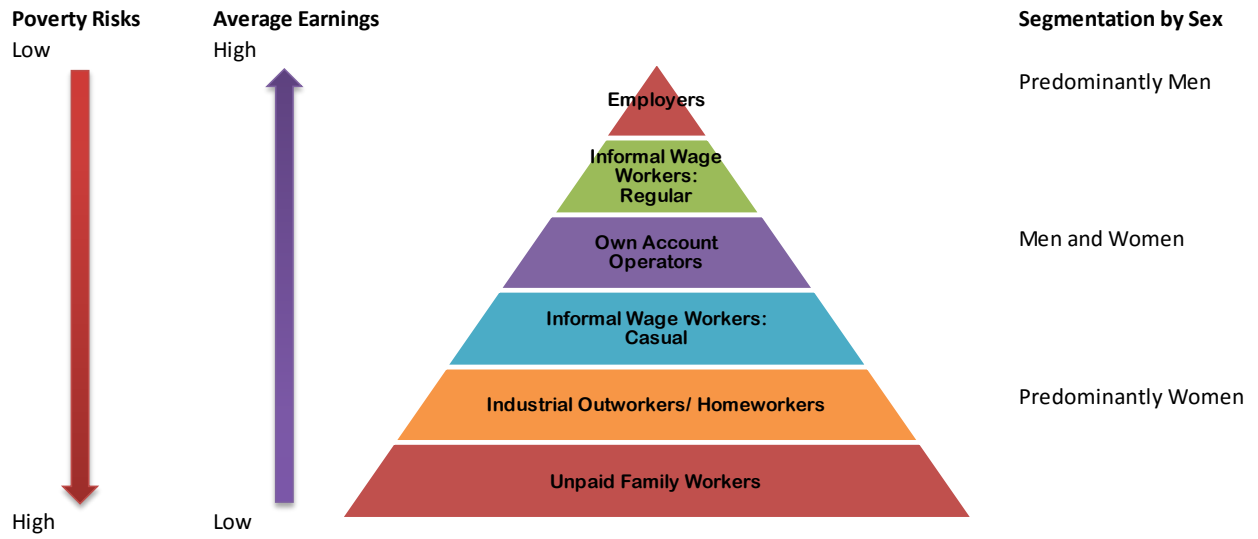 Poverty Risks
Average Earnings
Segmentation by Sex
Low
High
Predominantly Men
Employers
Informal Wage
Workers:
Regular
Own Account
Operators
Men and Women
Informal Wage Workers:
Casual
Industrial Outworkers/ Homeworkers
Predominantly Women
Unpaid Family Workers
High
Low